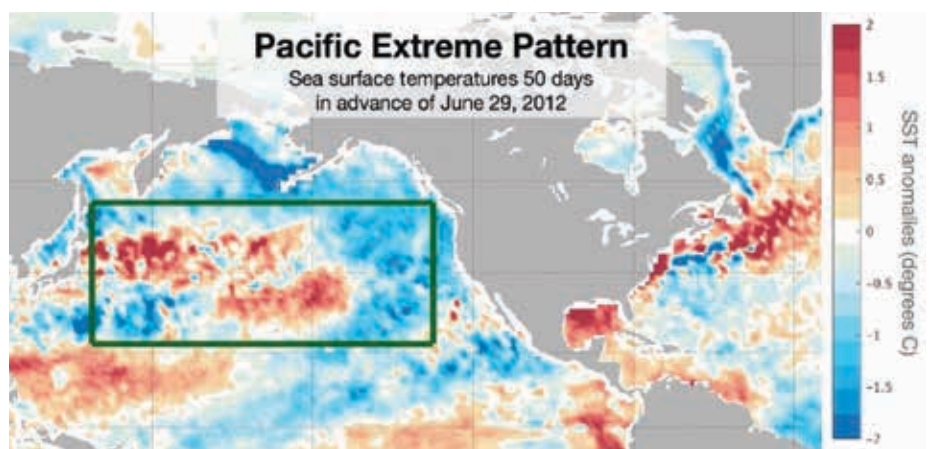 Pacific Extreme Pattern
Sea surface temperatures 50 days
in advance of June 29, 2012
2
1.5
1
0.5
0
-0.5
-1
-1.5
-2
SST anomalies (degrees C)